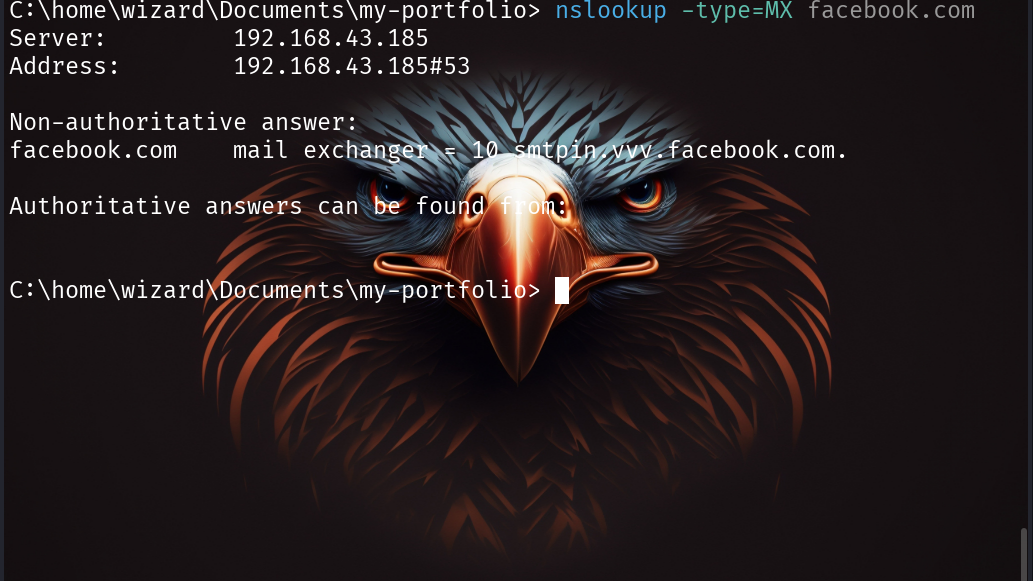 C:\home\wizard\Documents\my-portfolio> nslookup -type=MX facebook.com
Server:         192.168.43.185
Address:        192.168.43.185#53
Non-authoritative answer:
facebook.com    mail exchanger = 10 smtpin.vvv.facebook.com.
Authoritative answers can be found from:
C:\home\wizard\Documents\my-portfolio>